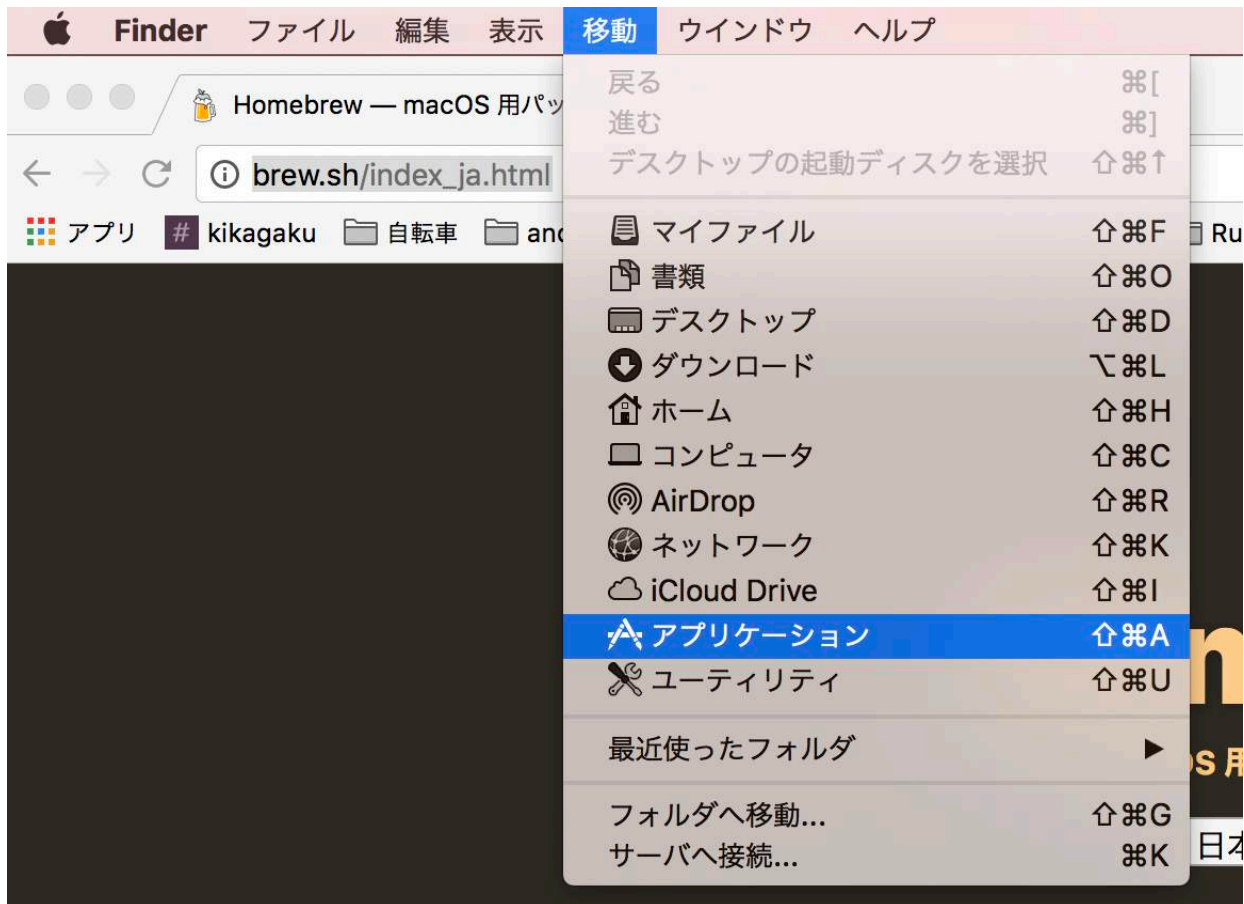 Finder ファイル 編集 表示 移動 ウインドウ ヘルプ
Homebrew — macOS 用パッ
brew.sh/index_ja.html
アプリ # kikagaku 自転車 and
Ru
戻る ⌘[
進む ⌘]
デスクトップの起動ディスクを選択 ⇧⌘↑
マイファイル ⇧⌘F
書類 ⇧⌘O
デスクトップ ⇧⌘D
ダウンロード ⌥⌘L
ホーム ⇧⌘H
コンピュータ ⇧⌘C
AirDrop ⇧⌘R
ネットワーク ⇧⌘K
iCloud Drive ⇧⌘I
アプリケーション ⇧⌘A
ユーティリティ ⇧⌘U
最近使ったフォルダ ▶
フォルダへ移動... ⇧⌘G
サーバへ接続... ⌘K
OS 用
日本